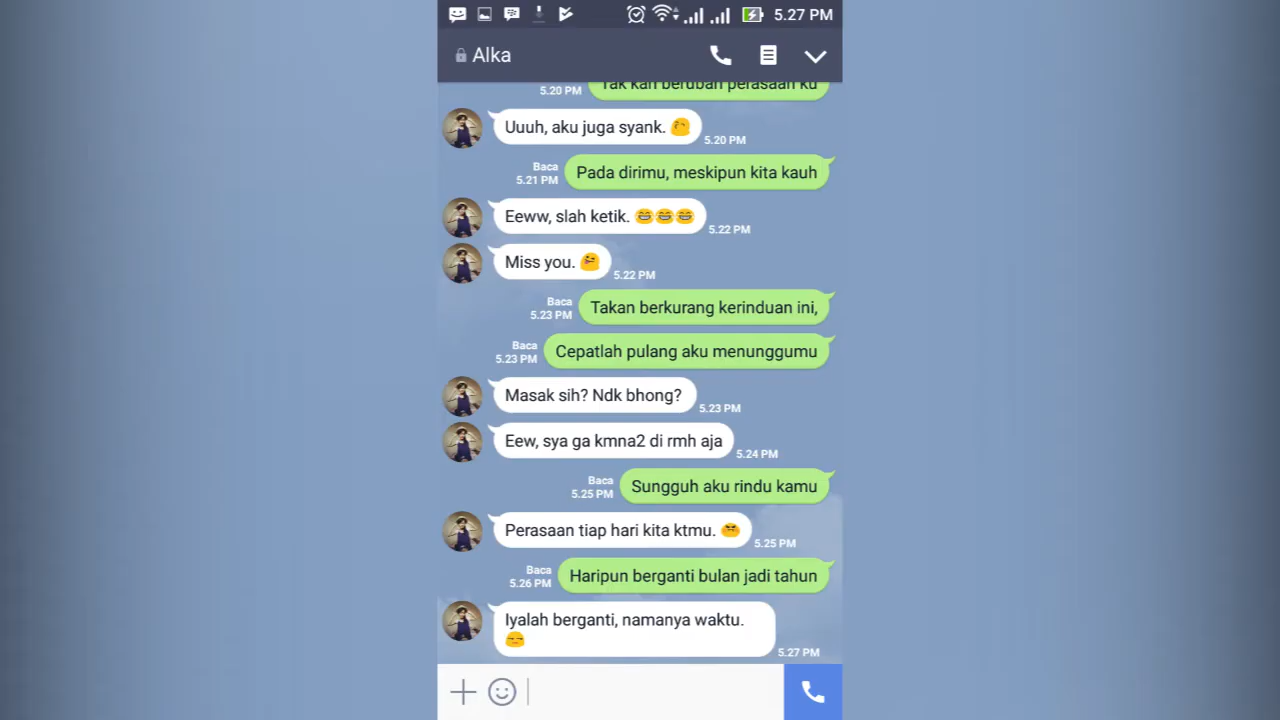 5.27 PM
Alka
Tak kan berubah perasaan ku
5.20 PM
Uuuh, aku juga syank.
5.20 PM
Pada dirimu, meskipun kita kauh
Baca
5.21 PM
Eeww, slah ketik. 😂😂😂
5.22 PM
Miss you.
5.22 PM
Takan berkurang kerinduan ini,
Baca
5.23 PM
Cepatlah pulang aku menunggumu
Baca
5.23 PM
Masak sih? Ndk bhong?
5.23 PM
Eew, sya ga kmna2 di rmh aja
5.24 PM
Sungguh aku rindu kamu
Baca
5.25 PM
Perasaan tiap hari kita ktmu.
5.25 PM
Haripun berganti bulan jadi tahun
Baca
5.26 PM
Iyalah berganti, namanya waktu.
5.27 PM